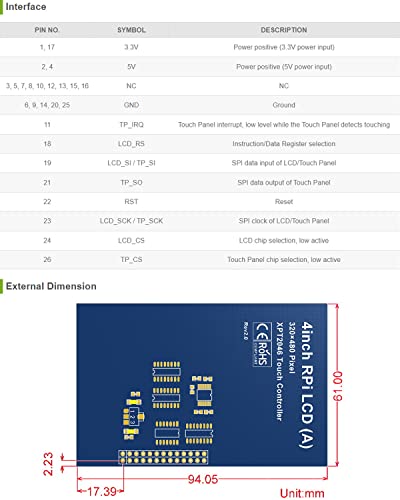 Interface
PIN NO. SYMBOL DESCRIPTION
1, 17 3.3V Power positive (3.3V power input)
2, 4 5V Power positive (5V power input)
3, 5, 7, 8, 10, 12, 13, 15, 16 NC NC
6, 9, 14, 20, 25 GND Ground
11 TP_IRQ Touch Panel interrupt, low level while the Touch Panel detects touching
18 LCD_RS Instruction/Data Register selection
19 LCD_SI / TP_SI SPI data input of LCD/Touch Panel
21 TP_SO SPI data output of Touch Panel
22 RST Reset
23 LCD_SCK / TP_SCK SPI clock of LCD/Touch Panel
24 LCD_CS LCD chip selection, low active
26 TP_CS Touch Panel chip selection, low active
External Dimension
4inch RPi LCD (A)
320×480 Pixel
XPT2046 Touch Controller
CE RoHS
Rev2.0
1 2 3
61.00
2.23
17.39
94.05
Unit:mm